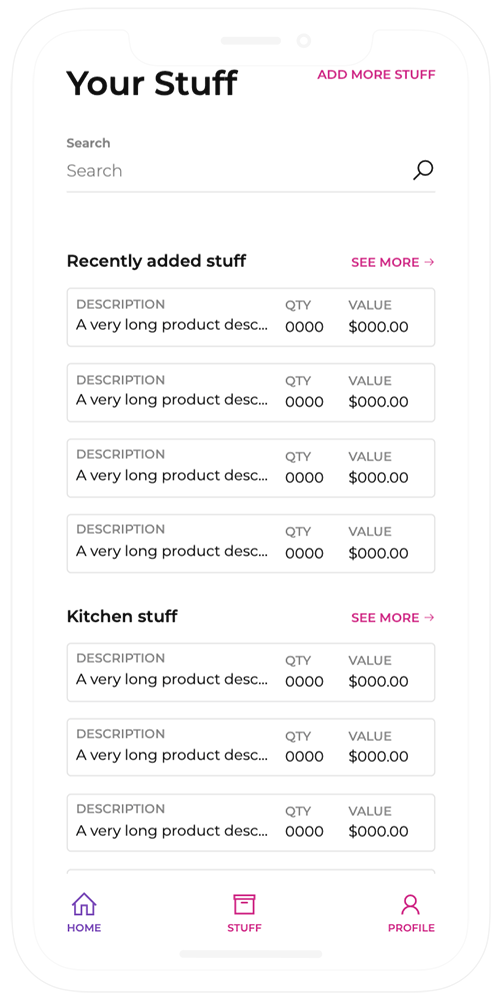 Your Stuff
ADD MORE STUFF
Search
Search
Recently added stuff
SEE MORE →
DESCRIPTION QTY VALUE
A very long product desc... 0000 $000.00
DESCRIPTION QTY VALUE
A very long product desc... 0000 $000.00
DESCRIPTION QTY VALUE
A very long product desc... 0000 $000.00
DESCRIPTION QTY VALUE
A very long product desc... 0000 $000.00
Kitchen stuff
SEE MORE →
DESCRIPTION QTY VALUE
A very long product desc... 0000 $000.00
DESCRIPTION QTY VALUE
A very long product desc... 0000 $000.00
DESCRIPTION QTY VALUE
A very long product desc... 0000 $000.00
HOME STUFF PROFILE